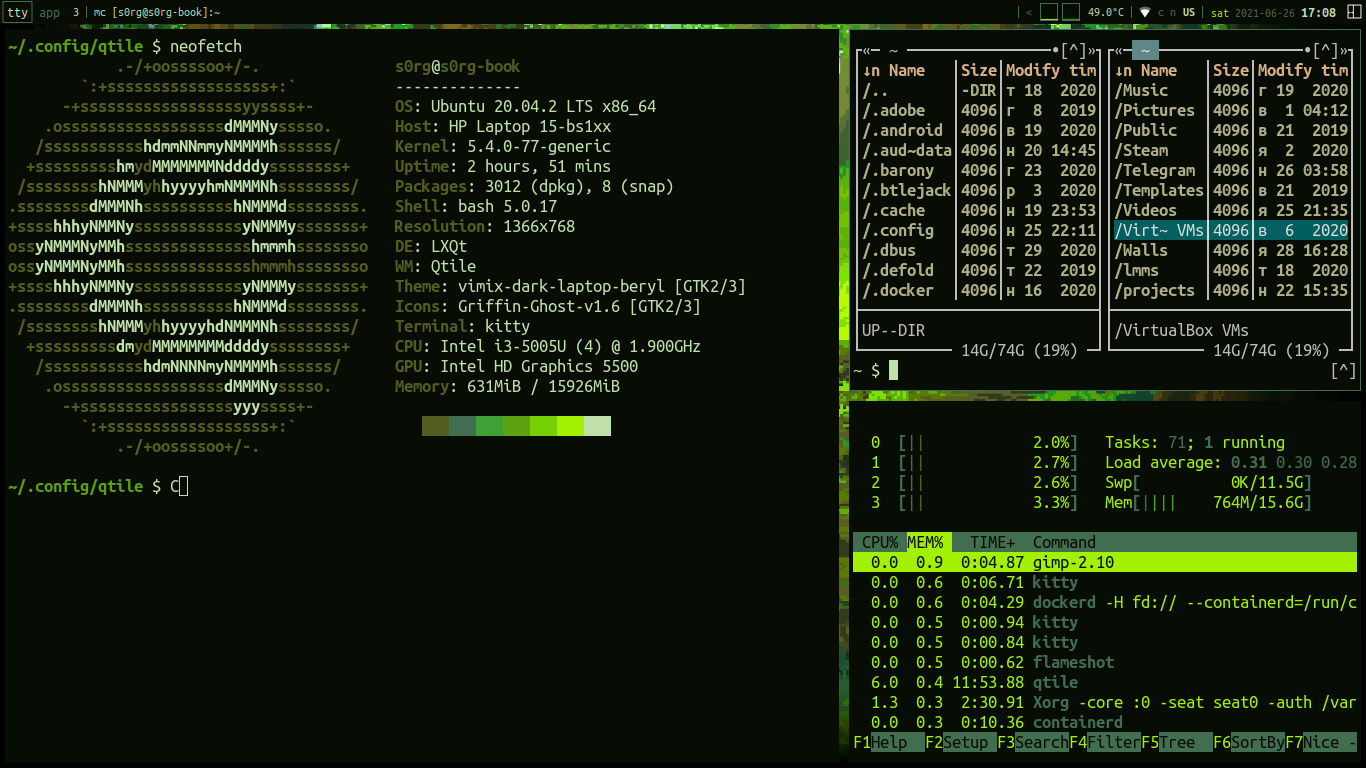 tty app 3 | mc [s0rg@s0rg-book]:~ | < 49.0°C c n US sat 2021-06-26 17:08
~/.config/qtile $ neofetch
.-/+oossssoo+/-.
`:+ssssssssssssssssss+:`
-+ssssssssssssssssssyyssss+-
.ossssssssssssssssssdMMMNysssso.
/ssssssssssshdmmNNmmyNMMMMhssssss/
+ssssssssshmydMMMMMMMNddddyssssssss+
/sssssssshNMMMyhhyyyyhmNMMMNhssssssss/
.ssssssssdMMMNhsssssssssshNMMMdssssssss.
+sssshhhyNMMNyssssssssssssyNMMMysssssss+
ossyNMMMNyMMhsssssssssssssshmmmhssssssso
ossyNMMMNyMMhsssssssssssssshmmmhssssssso
+sssshhhyNMMNyssssssssssssyNMMMysssssss+
.ssssssssdMMMNhsssssssssshNMMMdssssssss.
/sssssssshNMMMyhhyyyyhdNMMMNhssssssss/
+sssssssssdmydMMMMMMMMddddyssssssss+
/ssssssssssshdmNNNNmyNMMMMhssssss/
.ossssssssssssssssssdMMMNysssso.
-+sssssssssssssssssyyyssss+-
`:+ssssssssssssssssss+:`
.-/+oossssoo+/-.
s0rg@s0rg-book
--------------
OS: Ubuntu 20.04.2 LTS x86_64
Host: HP Laptop 15-bs1xx
Kernel: 5.4.0-77-generic
Uptime: 2 hours, 51 mins
Packages: 3012 (dpkg), 8 (snap)
Shell: bash 5.0.17
Resolution: 1366x768
DE: LXQt
WM: Qtile
Theme: vimix-dark-laptop-beryl [GTK2/3]
Icons: Griffin-Ghost-v1.6 [GTK2/3]
Terminal: kitty
CPU: Intel i3-5005U (4) @ 1.900GHz
GPU: Intel HD Graphics 5500
Memory: 631MiB / 15926MiB
~/.config/qtile $ C
«─ ~ •[^]»
↓n Name Size Modify tim
/.. -DIR т 18 2020
/.adobe 4096 г 8 2019
/.android 4096 в 19 2020
/.aud~data 4096 н 20 14:45
/.barony 4096 г 23 2020
/.btlejack 4096 р 3 2020
/.cache 4096 н 19 23:53
/.config 4096 н 25 22:11
/.dbus 4096 т 29 2020
/.defold 4096 т 22 2019
/.docker 4096 н 16 2020
UP--DIR
14G/74G (19%)
«─ ~ •[^]»
↓n Name Size Modify tim
/Music 4096 г 19 2020
/Pictures 4096 в 1 04:12
/Public 4096 в 21 2019
/Steam 4096 я 2 2020
/Telegram 4096 н 26 03:58
/Templates 4096 в 21 2019
/Videos 4096 я 25 21:35
/Virt~ VMs 4096 в 6 2020
/Walls 4096 я 28 16:28
/lmms 4096 т 18 2020
/projects 4096 н 22 15:35
/VirtualBox VMs
14G/74G (19%)
~ $ [^]
0 [|| 2.0%] Tasks: 71; 1 running
1 [|| 2.7%] Load average: 0.31 0.30 0.28
2 [|| 2.6%] Swp[ 0K/11.5G]
3 [|| 3.3%] Mem[|||| 764M/15.6G]
CPU% MEM% TIME+ Command
0.0 0.9 0:04.87 gimp-2.10
0.0 0.6 0:06.71 kitty
0.0 0.6 0:04.29 dockerd -H fd:// --containerd=/run/c
0.0 0.5 0:00.94 kitty
0.0 0.5 0:00.84 kitty
0.0 0.5 0:00.62 flameshot
6.0 0.4 11:53.88 qtile
1.3 0.3 2:30.91 Xorg -core :0 -seat seat0 -auth /var
0.0 0.3 0:10.36 containerd
F1Help F2Setup F3SearchF4FilterF5Tree F6SortByF7Nice -